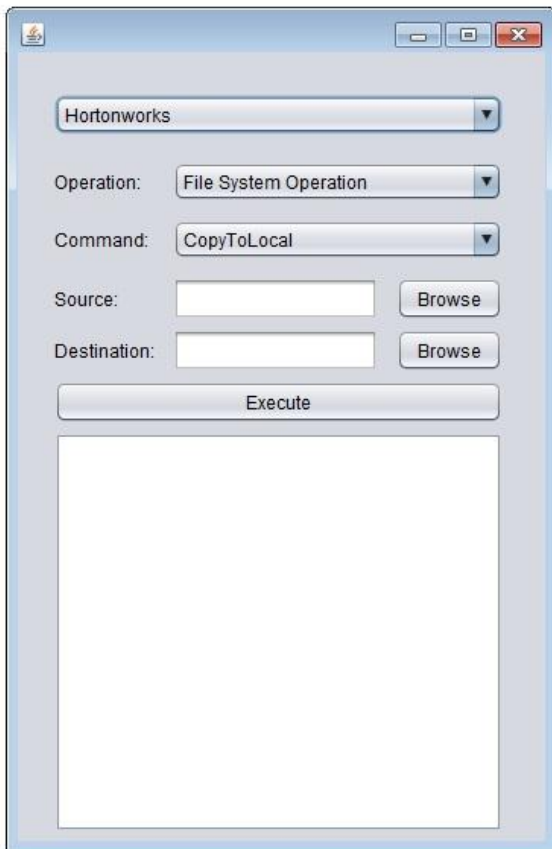 Hortonworks
Operation: File System Operation
Command: CopyToLocal
Source: Browse
Destination: Browse
Execute